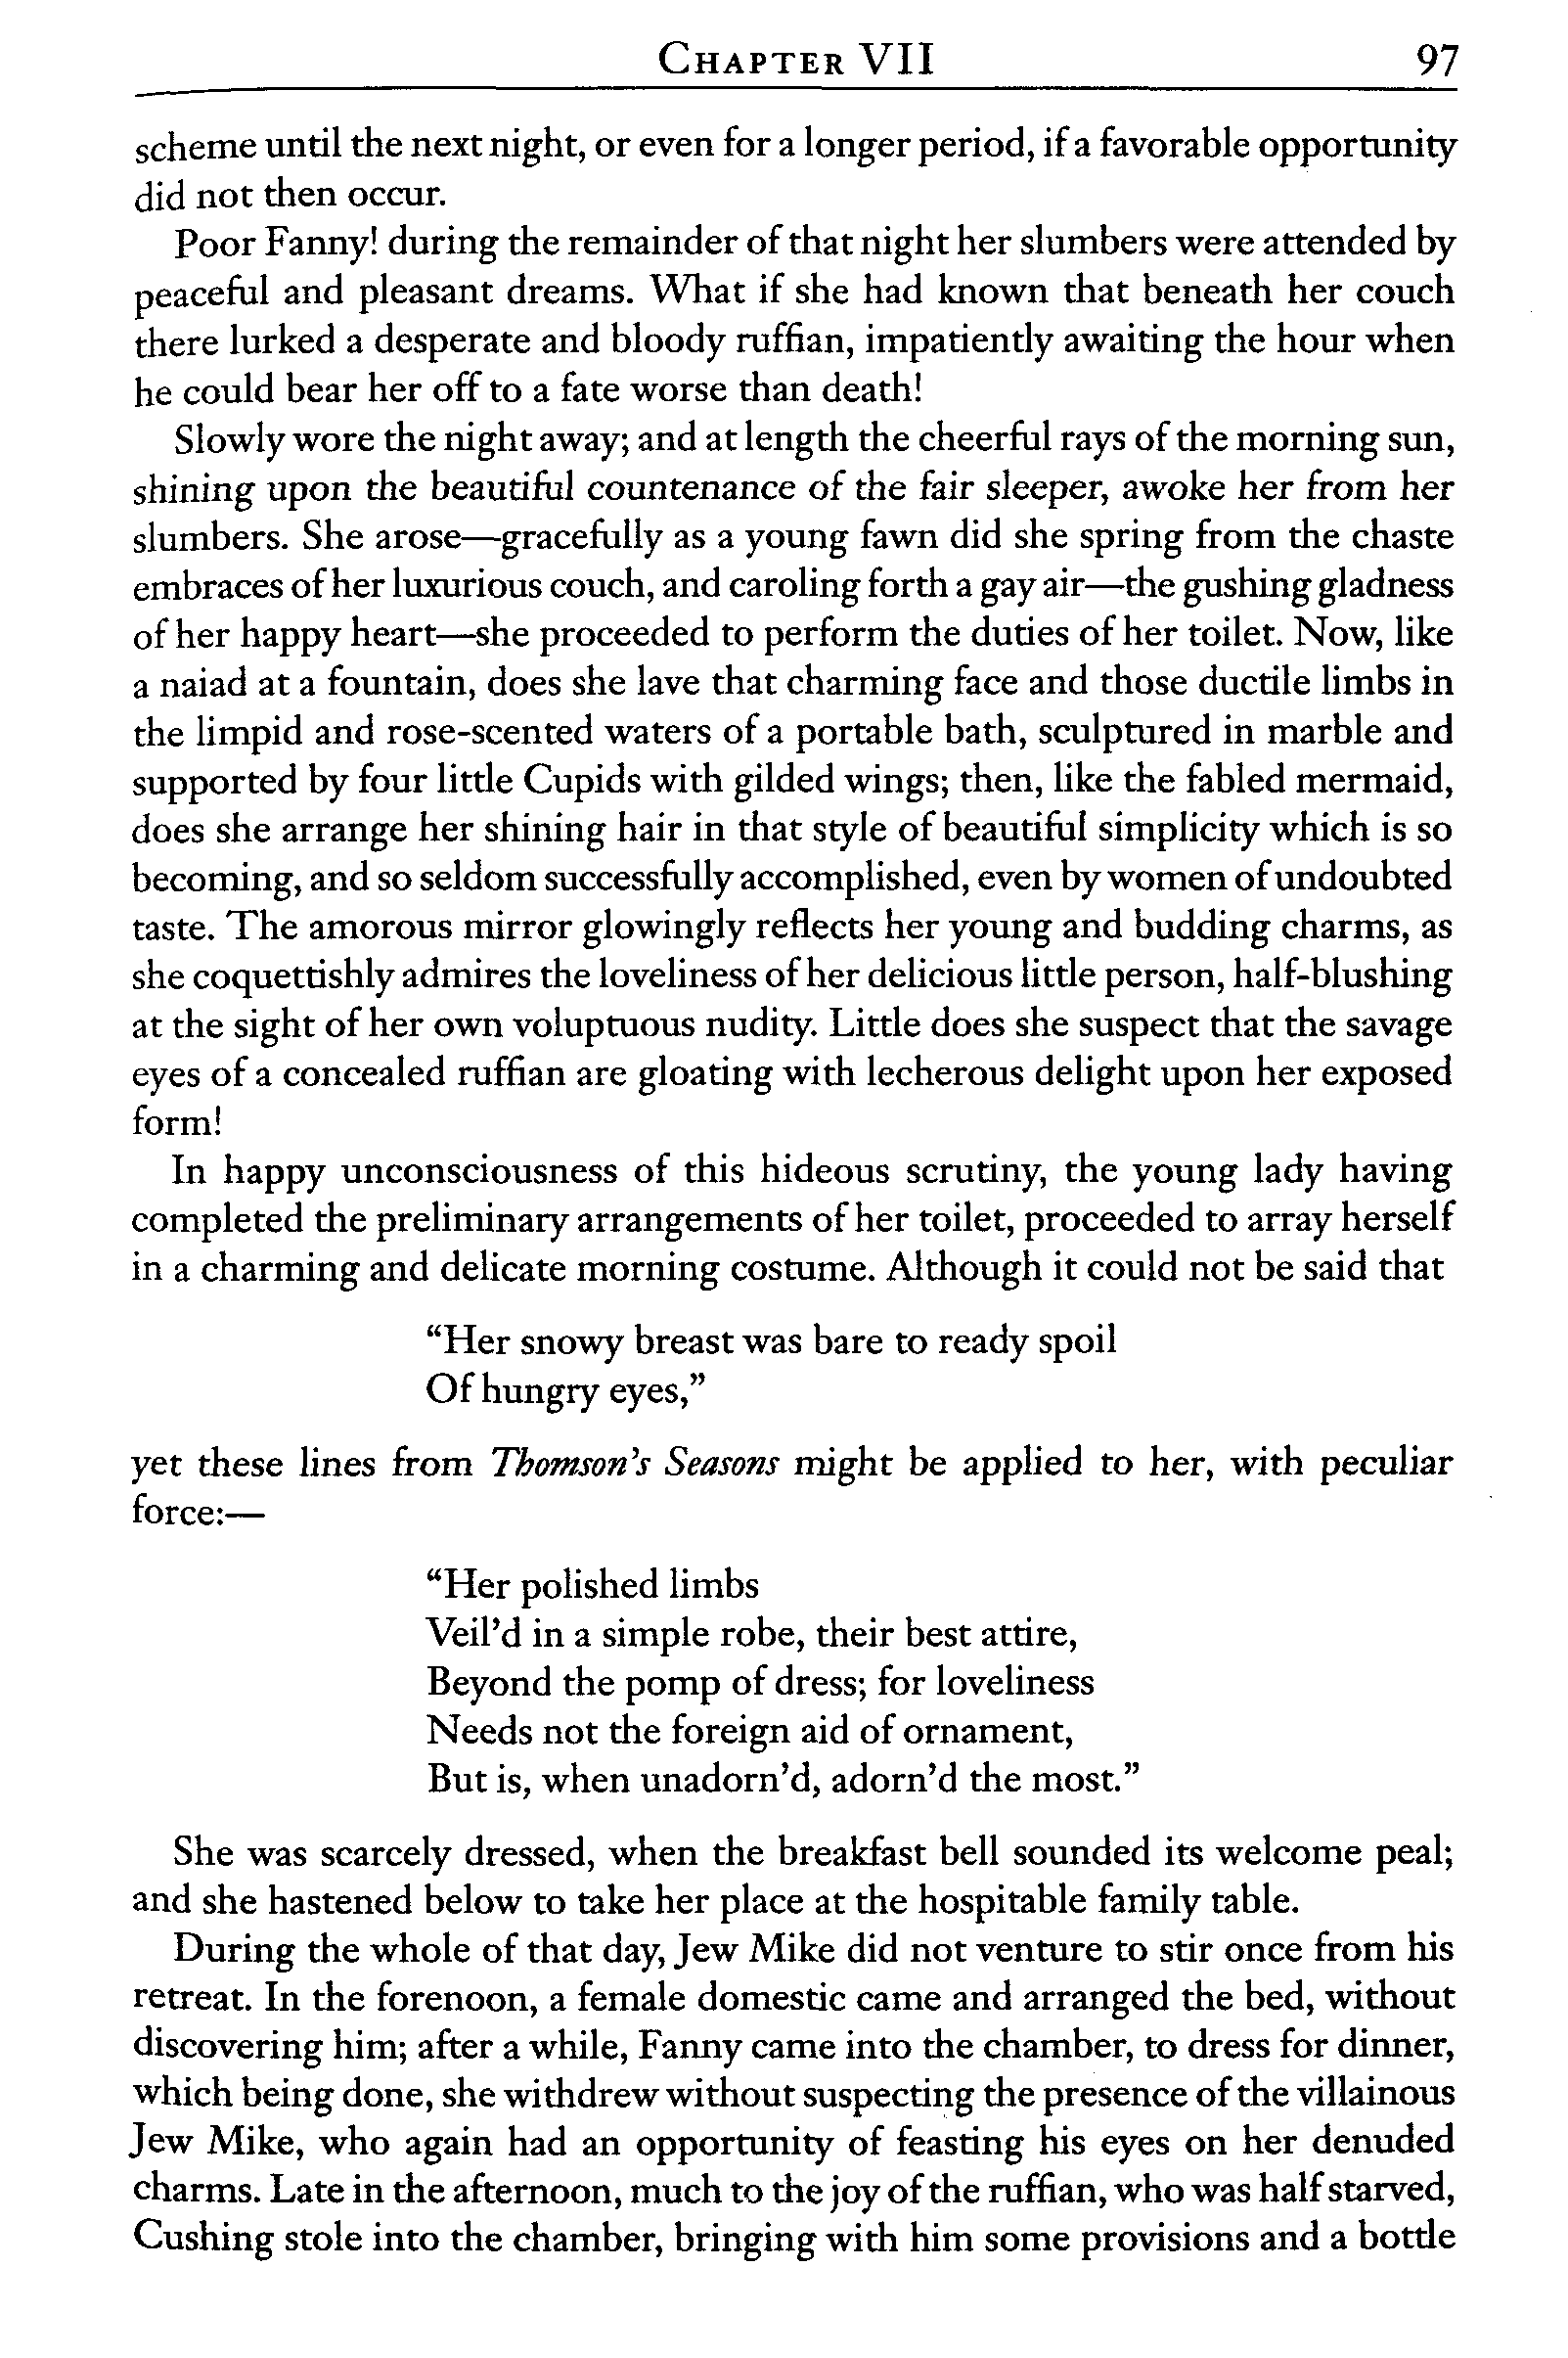 CHAPTER VII 97
scheme until the next night, or even for a longer period, if a favorable opportunity
did not then occur.
Poor Fanny! during the remainder of that night her slumbers were attended by
peaceful and pleasant dreams. What if she had known that beneath her couch
there lurked a desperate and bloody ruffian, impatiently awaiting the hour when
he could bear her off to a fate worse than death!
Slowly wore the night away; and at length the cheerful rays of the morning sun,
shining upon the beautiful countenance of the fair sleeper, awoke her from her
slumbers. She arose—gracefully as a young fawn did she spring from the chaste
embraces of her luxurious couch, and caroling forth a gay air—the gushing gladness
of her happy heart—she proceeded to perform the duties of her toilet. Now, like
a naiad at a fountain, does she lave that charming face and those ductile limbs in
the limpid and rose-scented waters of a portable bath, sculptured in marble and
supported by four little Cupids with gilded wings; then, like the fabled mermaid,
does she arrange her shining hair in that style of beautiful simplicity which is so
becoming, and so seldom successfully accomplished, even by women of undoubted
taste. The amorous mirror glowingly reflects her young and budding charms, as
she coquettishly admires the loveliness of her delicious little person, half-blushing
at the sight of her own voluptuous nudity. Little does she suspect that the savage
eyes of a concealed ruffian are gloating with lecherous delight upon her exposed
form!
In happy unconsciousness of this hideous scrutiny, the young lady having
completed the preliminary arrangements of her toilet, proceeded to array herself
in a charming and delicate morning costume. Although it could not be said that
“Her snowy breast was bare to ready spoil
Of hungry eyes,”
yet these lines from Thomson’s Seasons might be applied to her, with peculiar
force:—
“Her polished limbs
Veil’d in a simple robe, their best attire,
Beyond the pomp of dress; for loveliness
Needs not the foreign aid of ornament,
But is, when unadorn’d, adorn’d the most.”
She was scarcely dressed, when the breakfast bell sounded its welcome peal;
and she hastened below to take her place at the hospitable family table.
During the whole of that day, Jew Mike did not venture to stir once from his
retreat. In the forenoon, a female domestic came and arranged the bed, without
discovering him; after a while, Fanny came into the chamber, to dress for dinner,
which being done, she withdrew without suspecting the presence of the villainous
Jew Mike, who again had an opportunity of feasting his eyes on her denuded
charms. Late in the afternoon, much to the joy of the ruffian, who was half starved,
Cushing stole into the chamber, bringing with him some provisions and a bottle